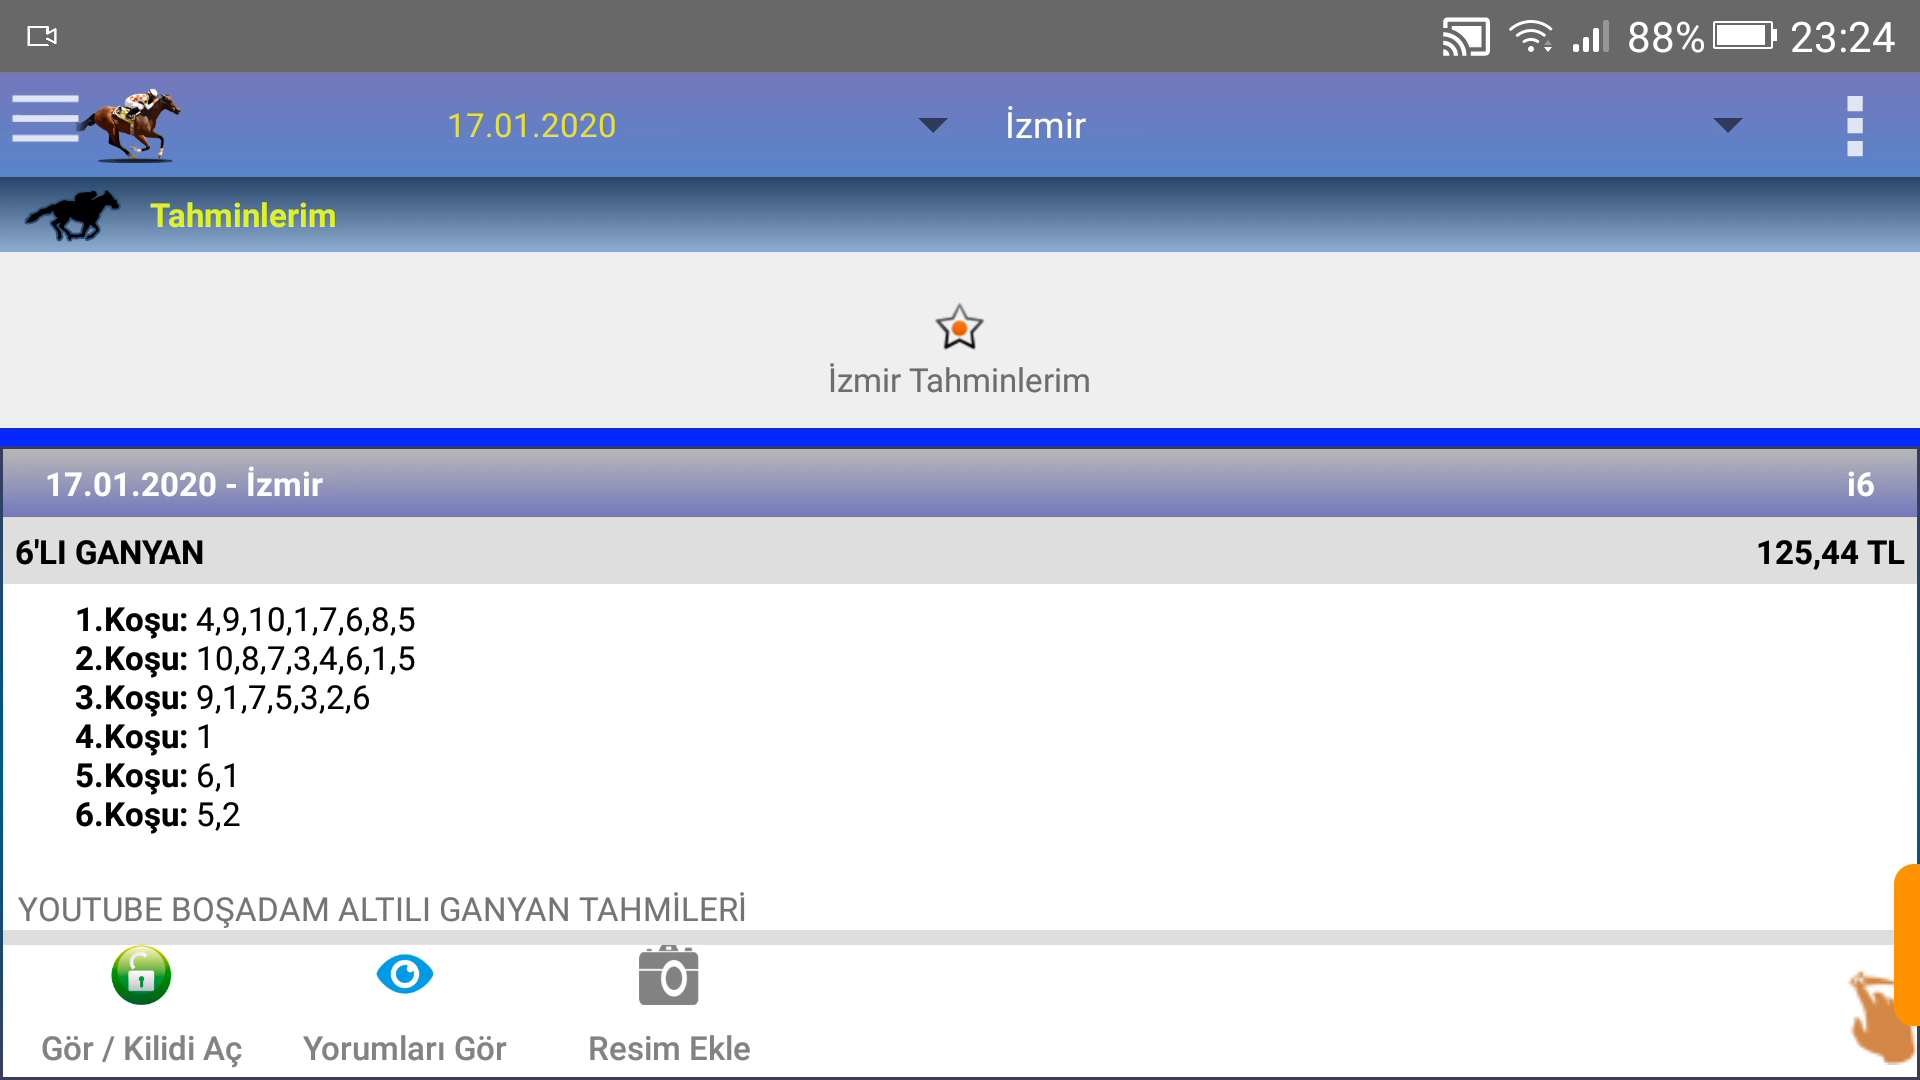 88% 23:24
17.01.2020 İzmir
Tahminlerim
İzmir Tahminlerim
17.01.2020 - İzmir i6
6'LI GANYAN 125,44 TL
1.Koşu: 4,9,10,1,7,6,8,5
2.Koşu: 10,8,7,3,4,6,1,5
3.Koşu: 9,1,7,5,3,2,6
4.Koşu: 1
5.Koşu: 6,1
6.Koşu: 5,2
YOUTUBE BOŞADAM ALTILI GANYAN TAHMİLERİ
Gör / Kilidi Aç Yorumları Gör Resim Ekle